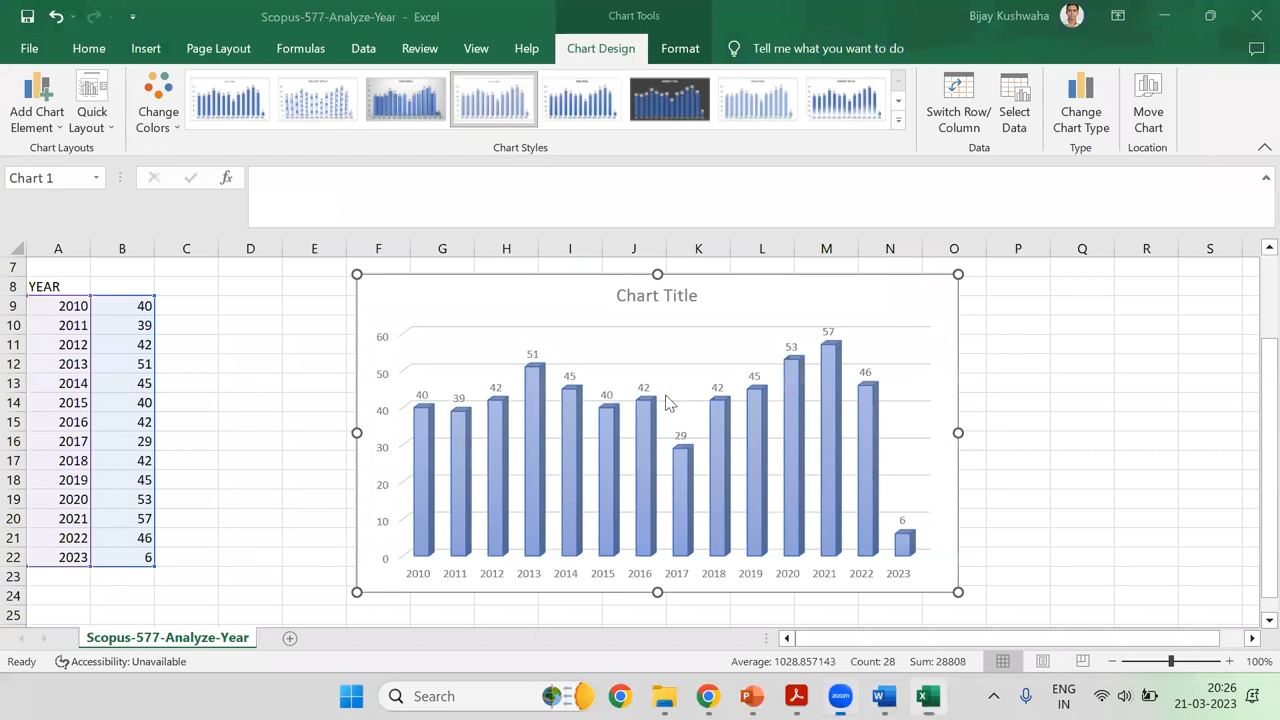 Scopus-577-Analyze-Year - Excel
Chart Tools
Bijay Kushwaha
File Home Insert Page Layout Formulas Data Review View Help Chart Design Format Tell me what you want to do
Add Chart Element
Quick Layout
Change Colors
Switch Row/ Column
Select Data
Change Chart Type
Move Chart
Chart Layouts
Chart Styles
Data
Type
Location
Chart 1
fx
A B C D E F G H I J K L M N O P Q R S
7
8 YEAR
9 2010 40
10 2011 39
11 2012 42
12 2013 51
13 2014 45
14 2015 40
15 2016 42
16 2017 29
17 2018 42
18 2019 45
19 2020 53
20 2021 57
21 2022 46
22 2023 6
23
24
25
Chart Title
60
50
40
30
20
10
0
40 39 42 51 45 40 42 29 42 45 53 57 46 6
2010 2011 2012 2013 2014 2015 2016 2017 2018 2019 2020 2021 2022 2023
Scopus-577-Analyze-Year
Ready Accessibility: Unavailable Average: 1028.857143 Count: 28 Sum: 28808 100%
Search
zoom
ENG
IN
20:26
21-03-2023